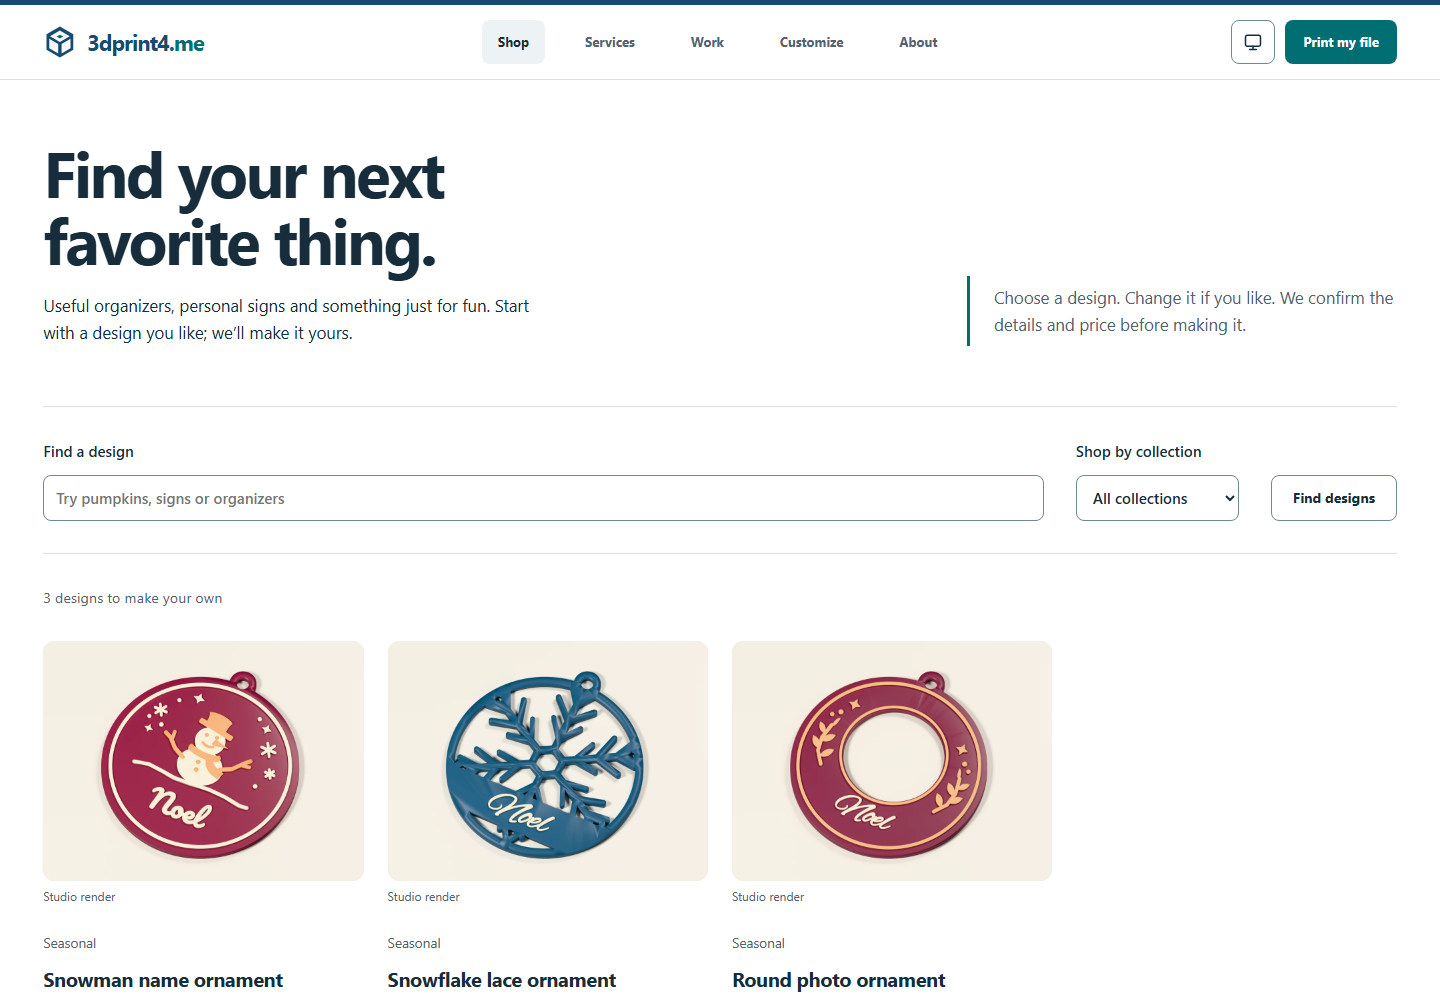 3dprint4.me
Shop
Services
Work
Customize
About
Print my file
Find your next
favorite thing.
Useful organizers, personal signs and something just for fun. Start
with a design you like; we’ll make it yours.
Choose a design. Change it if you like. We confirm the
details and price before making it.
Find a design
Shop by collection
Try pumpkins, signs or organizers
All collections
Find designs
3 designs to make your own
Noel
Noel
Noel
Studio render
Studio render
Studio render
Seasonal
Seasonal
Seasonal
Snowman name ornament
Snowflake lace ornament
Round photo ornament